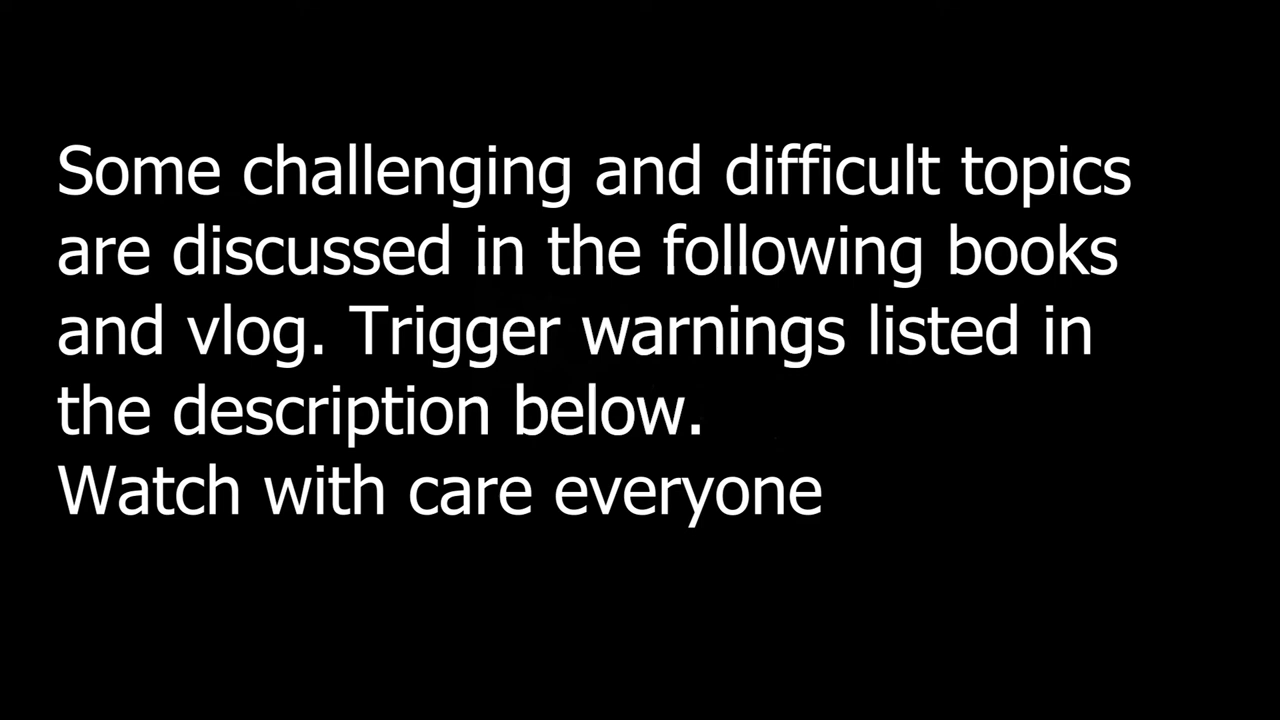 Some challenging and difficult topics
are discussed in the following books
and vlog. Trigger warnings listed in
the description below.
Watch with care everyone